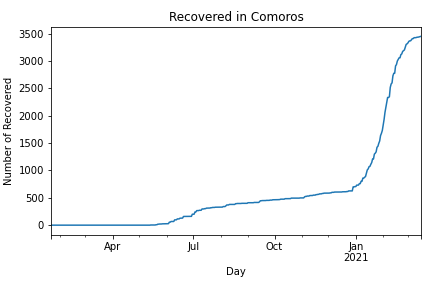 Recovered in Comoros
Number of Recovered
3500
3000
2500
2000
1500
1000
500
0
Apr
Jul
Oct
Jan
2021
Day